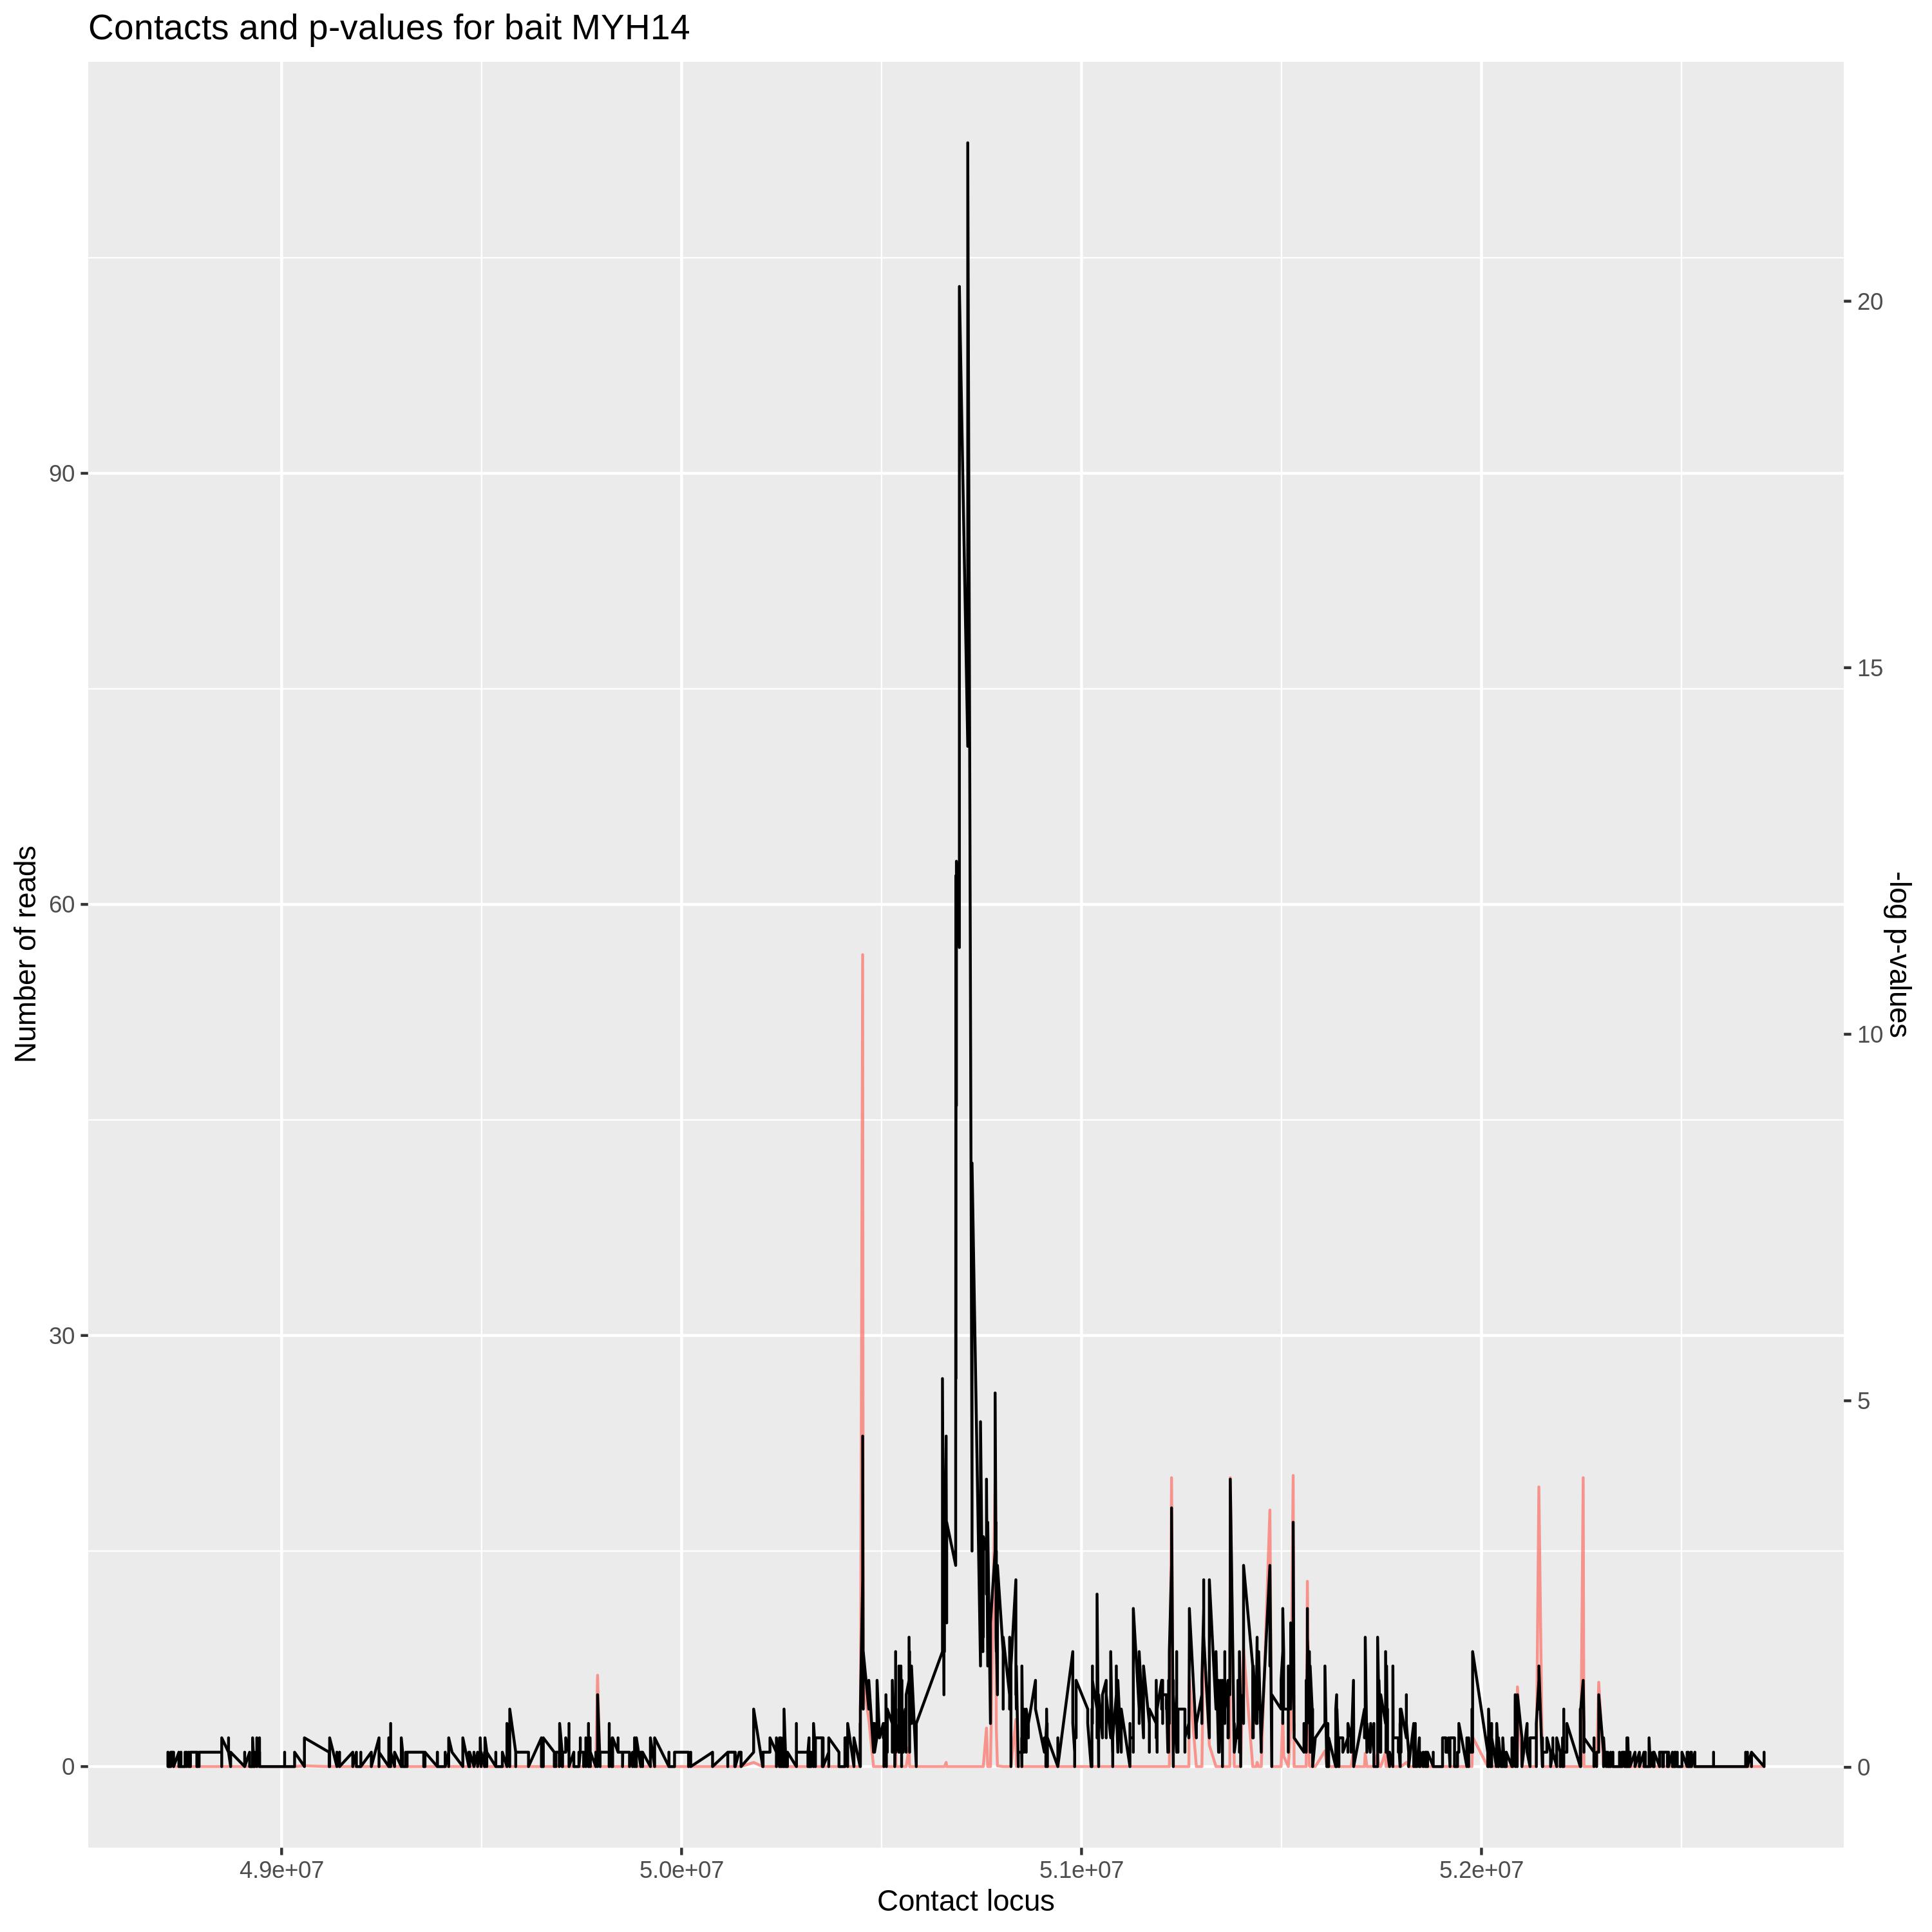 Contacts and p-values for bait MYH14
Number of reads
90
60
30
0
-log p-values
20
15
10
5
0
4.9e+07
5.0e+07
5.1e+07
5.2e+07
Contact locus